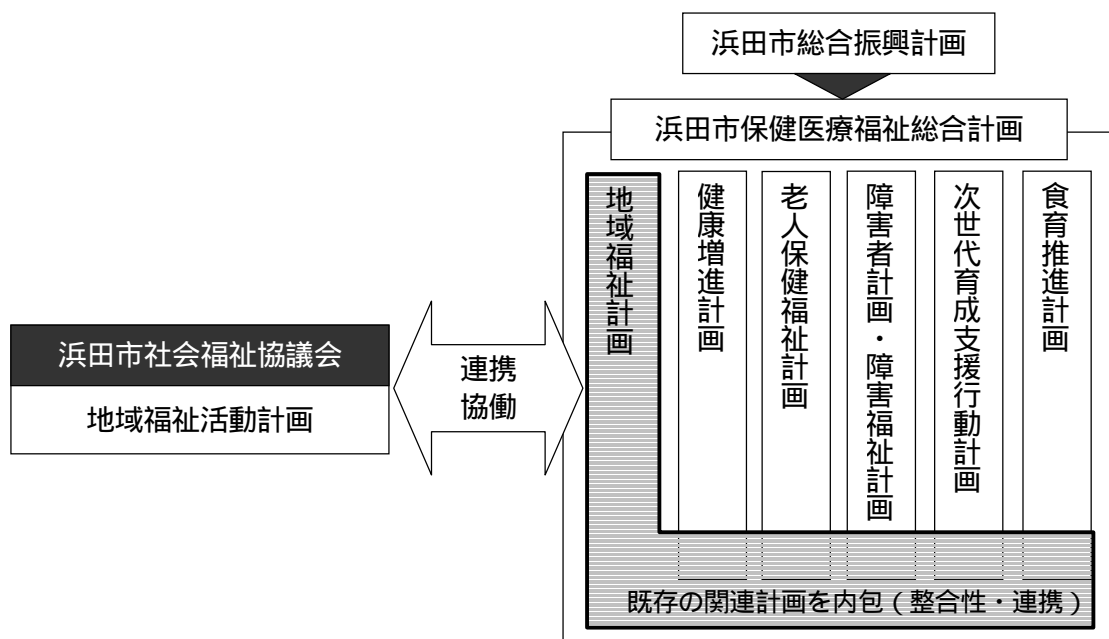 浜田市総合振興計画
浜田市保健医療福祉総合計画
地域福祉計画
健康増進計画
老人保健福祉計画
障害者計画・障害福祉計画
次世代育成支援行動計画
食育推進計画
浜田市社会福祉協議会
地域福祉活動計画
連携
協働
既存の関連計画を内包(整合性・連携)